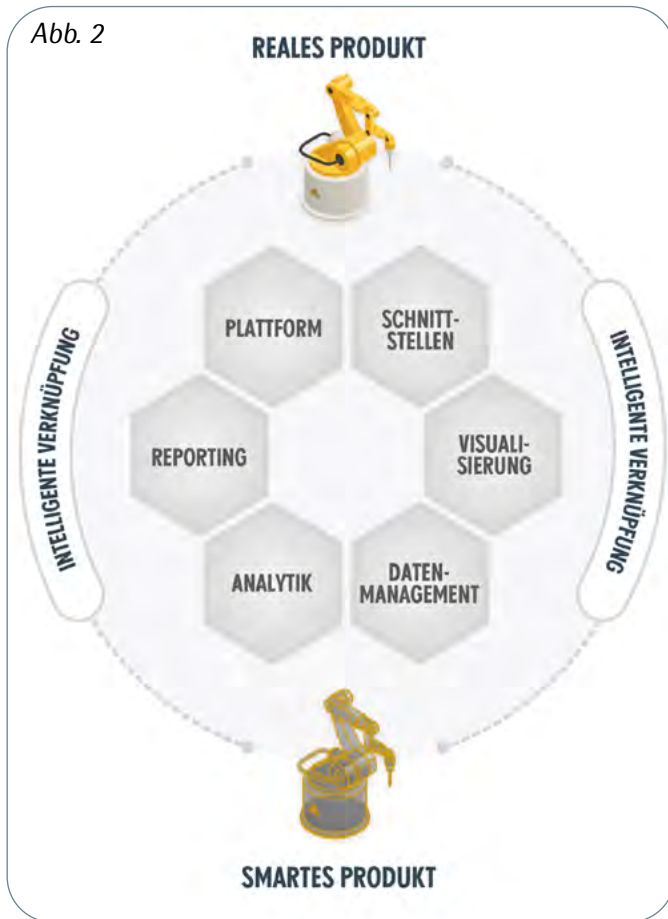 Abb. 2
REALES PRODUKT
PLATTFORM
SCHNITT-
STELLEN
INTELLIGENTE VERKNÜPFUNG
INTELLIGENTE VERKNÜPFUNG
REPORTING
VISUALI-
SIERUNG
ANALYTIK
DATEN-
MANAGEMENT
SMARTES PRODUKT